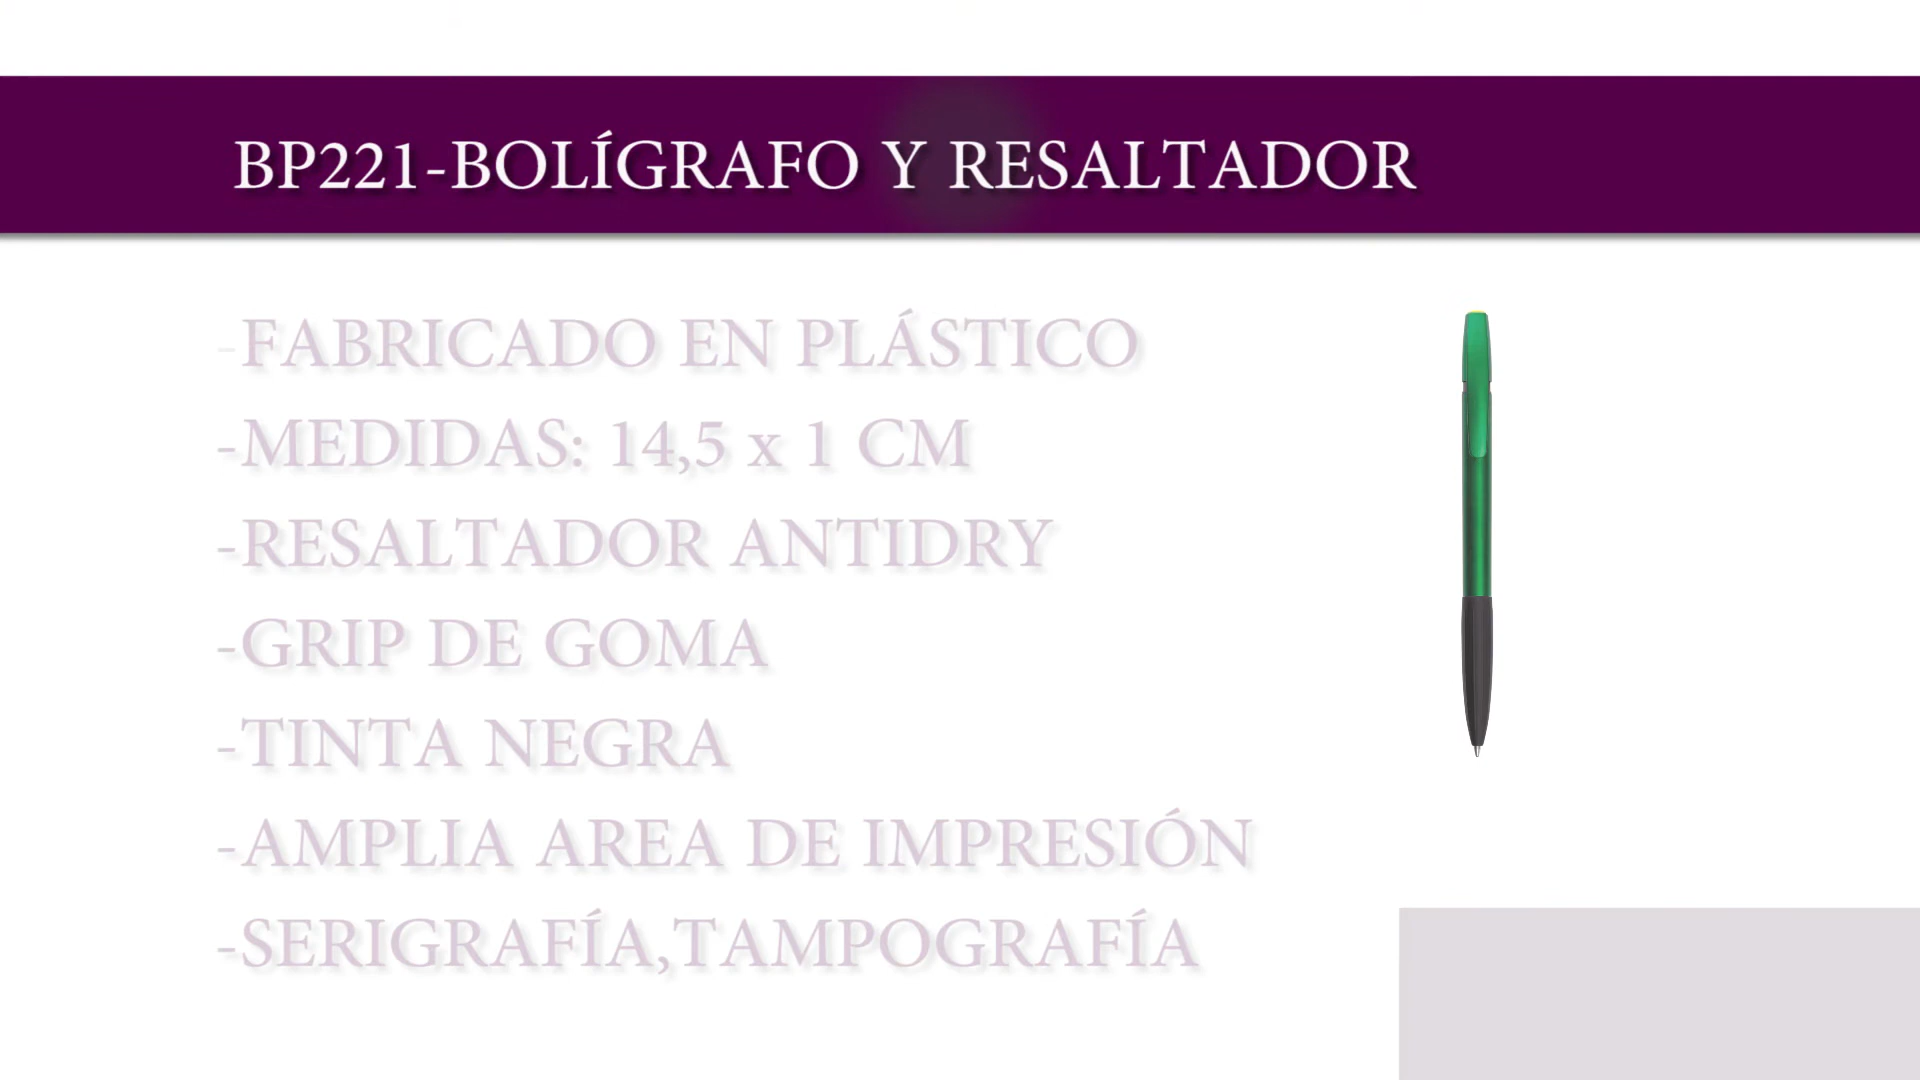 BP221-BOLÍGRAFO Y RESALTADOR
-FABRICADO EN PLÁSTICO
-MEDIDAS: 14,5 x 1 CM
-RESALTADOR ANTIDRY
-GRIP DE GOMA
-TINTA NEGRA
-AMPLIA AREA DE IMPRESIÓN
-SERIGRAFÍA,TAMPOGRAFÍA